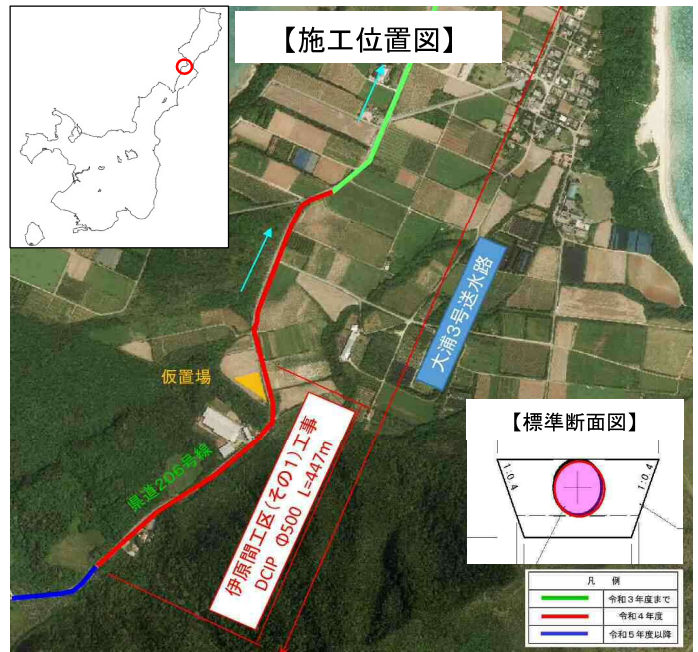 【施工位置図】
大浦3号送水路
仮置場
県道206号線
伊原間工区(その1)工事
DCIP Φ500 L=447m
【標準断面図】
1:0.4
1:0.4
凡 例
令和3年度まで
令和4年度
令和5年度以降